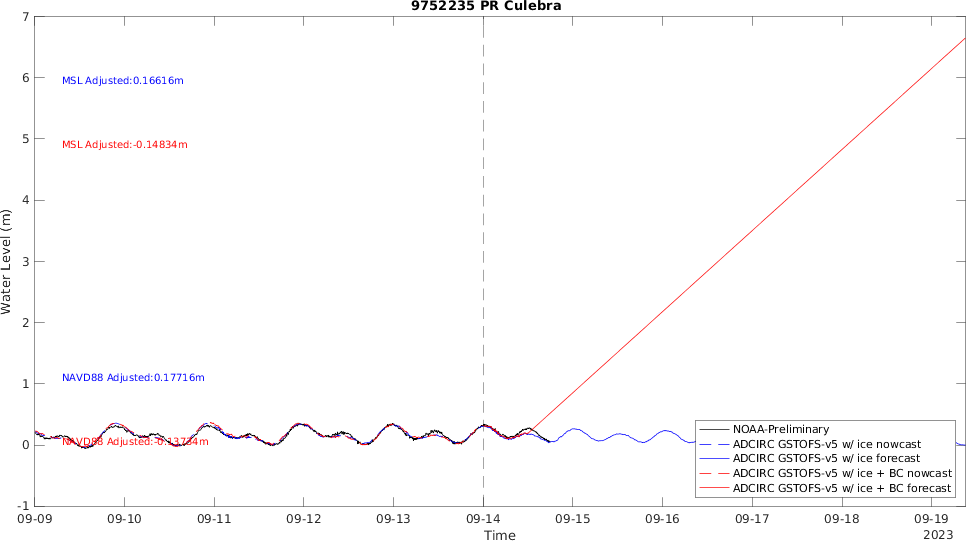 9752235 PR Culebra
7
6
5
4
3
2
1
0
-1
Water Level (m)
MSL Adjusted:0.16616m
MSL Adjusted:-0.14834m
NAVD88 Adjusted:0.17716m
NAVD88 Adjusted:-0.13734m
NOAA-Preliminary
ADCIRC GSTOFS-v5 w/ ice nowcast
ADCIRC GSTOFS-v5 w/ ice forecast
ADCIRC GSTOFS-v5 w/ ice + BC nowcast
ADCIRC GSTOFS-v5 w/ ice + BC forecast
09-09 09-10 09-11 09-12 09-13 09-14 09-15 09-16 09-17 09-18 09-19
Time
2023